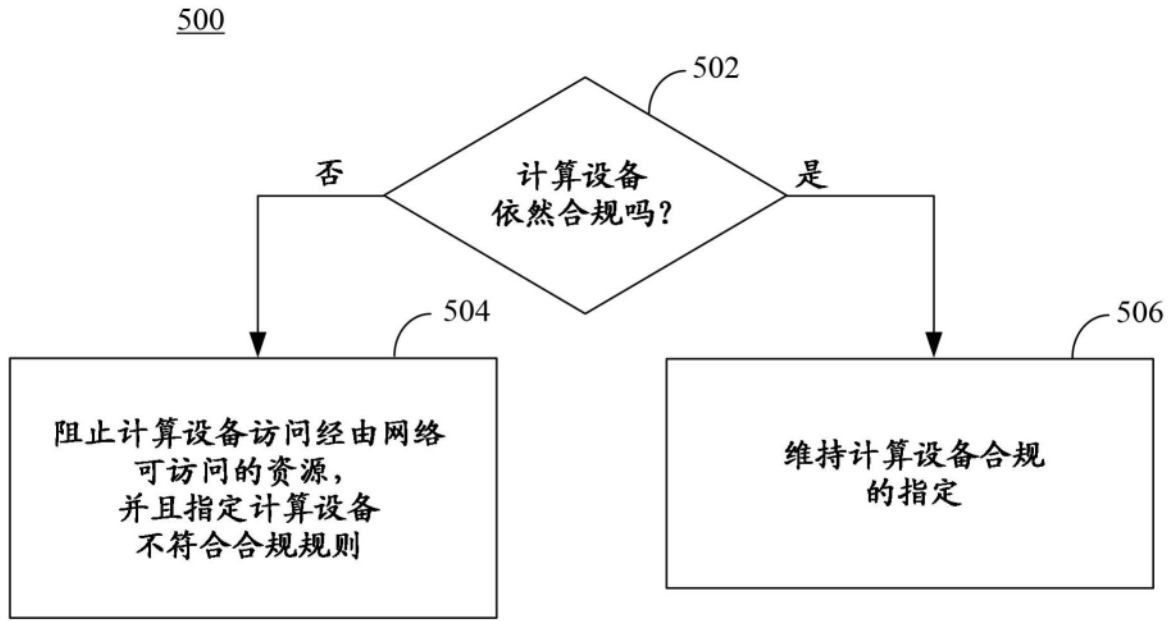 500
502
计算设备
依然合规吗?
否
是
504
阻止计算设备访问经由网络
可访问的资源,
并且指定计算设备
不符合合规规则
506
维持计算设备合规
的指定